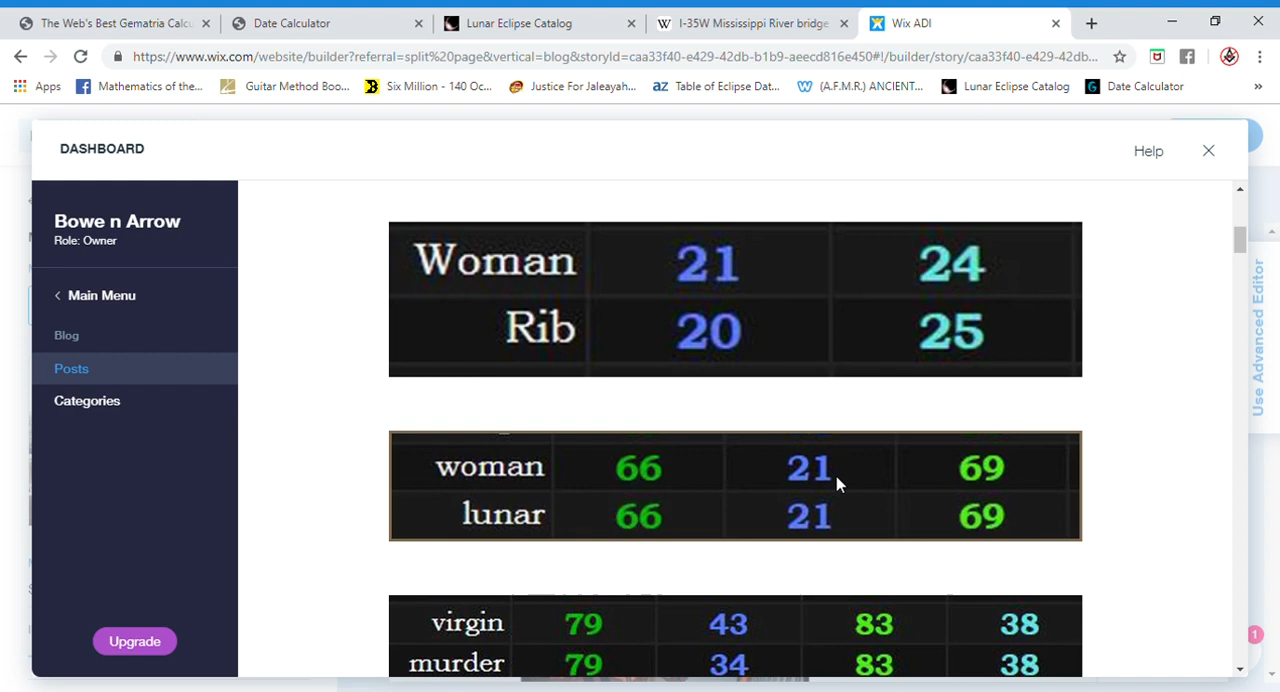 The Web's Best Gematria Calcu
Date Calculator
Lunar Eclipse Catalog
I-35W Mississippi River bridge
Wix ADI
https://www.wix.com/website/builder?referral=split%20page&vertical=blog&storyId=caa33f40-e429-42db-b1b9-aeecd816e450#!/builder/story/caa33f40-e429-42db-b...
Apps
Mathematics of the...
Guitar Method Boo...
Six Million - 140 Oc...
Justice For Jaleayah...
Table of Eclipse Dat...
(A.F.M.R.) ANCIENT...
Lunar Eclipse Catalog
Date Calculator
»
DASHBOARD
Help
Bowe n Arrow
Role: Owner
Main Menu
Blog
Posts
Categories
Upgrade
Woman 21 24
Rib 20 25
woman 66 21 69
lunar 66 21 69
virgin 79 43 83 38
murder 79 34 83 38
Use Advanced Editor
1